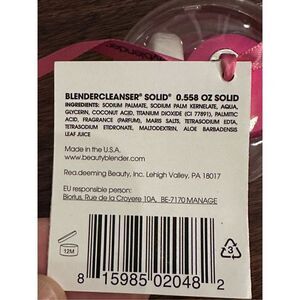 beautyblender
BLENDERCLEANSER® SOLID® 0.558 OZ SOLID
INGREDIENTS: SODIUM PALMATE, SODIUM PALM KERNELATE, AQUA,
GLYCERIN, COCONUT ACID, TITANIUM DIOXIDE (CI 77891), PALMITIC
ACID, FRAGRANCE (PARFUM), MARIS SALTS, TETRASODIUM EDTA,
TETRASODIUM ETIDRONATE, MALTODEXTRIN, ALOE BARBADENSIS
LEAF JUICE
Made in the U.S.A.
www.beautyblender.com
Rea.deeming Beauty, Inc. Lehigh Valley, PA 18017
EU responsible person:
Biorius, Rue de la Croyere 10A, BE-7170 MANAGE
12M
3
8 15985 02048 2